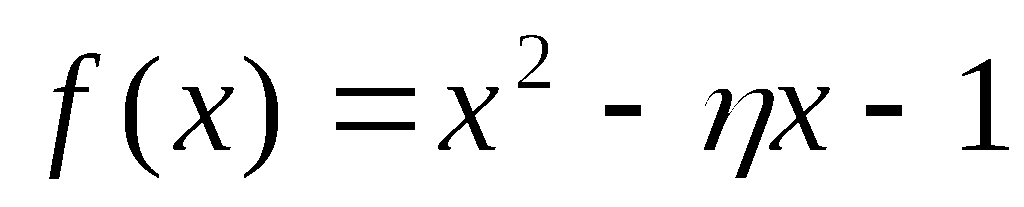 f(x) = x² - ηx - 1